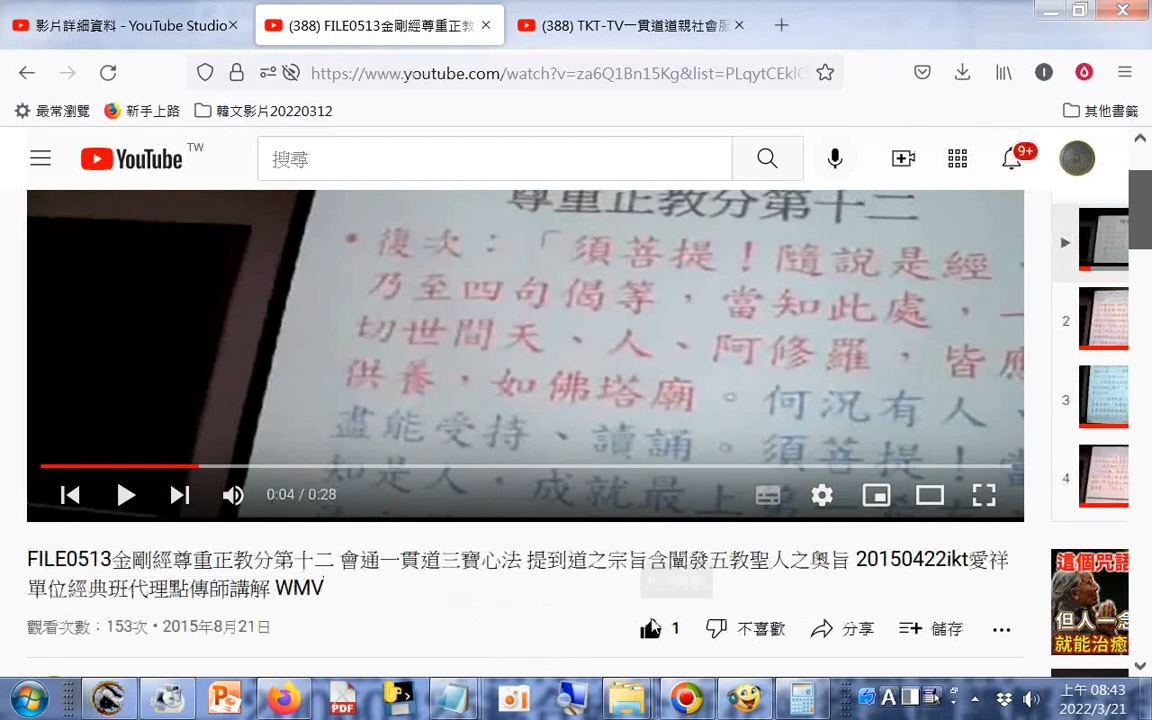 影片詳細資料 - YouTube Studio
(388) FILE0513金剛經尊重正教
(388) TKT-TV一貫道道親社會服
https://www.youtube.com/watch?v=za6Q1Bn15Kg&list=PLqytCEklC
最常瀏覽
新手上路
韓文影片20220312
其他書籤
YouTube TW
搜尋
9+
尊重正教分第十二
• 復次：「須菩提！隨說是經，
乃至四句偈等，當知此處，一
切世間天、人、阿修羅，皆應
供養，如佛塔廟。何況有人、
盡能受持、讀誦。須菩提！當
知是人，成就最上第一希有
0:04 / 0:28
2
3
4
FILE0513金剛經尊重正教分第十二 會通一貫道三寶心法 提到道之宗旨含闡發五教聖人之奧旨 20150422ikt愛祥
單位經典班代理點傳師講解 WMV
觀看次數：153次 • 2015年8月21日
1
不喜歡
分享
儲存
這個咒語
但人一念
就能治癒
PDF
A
上午 08:43
2022/3/21